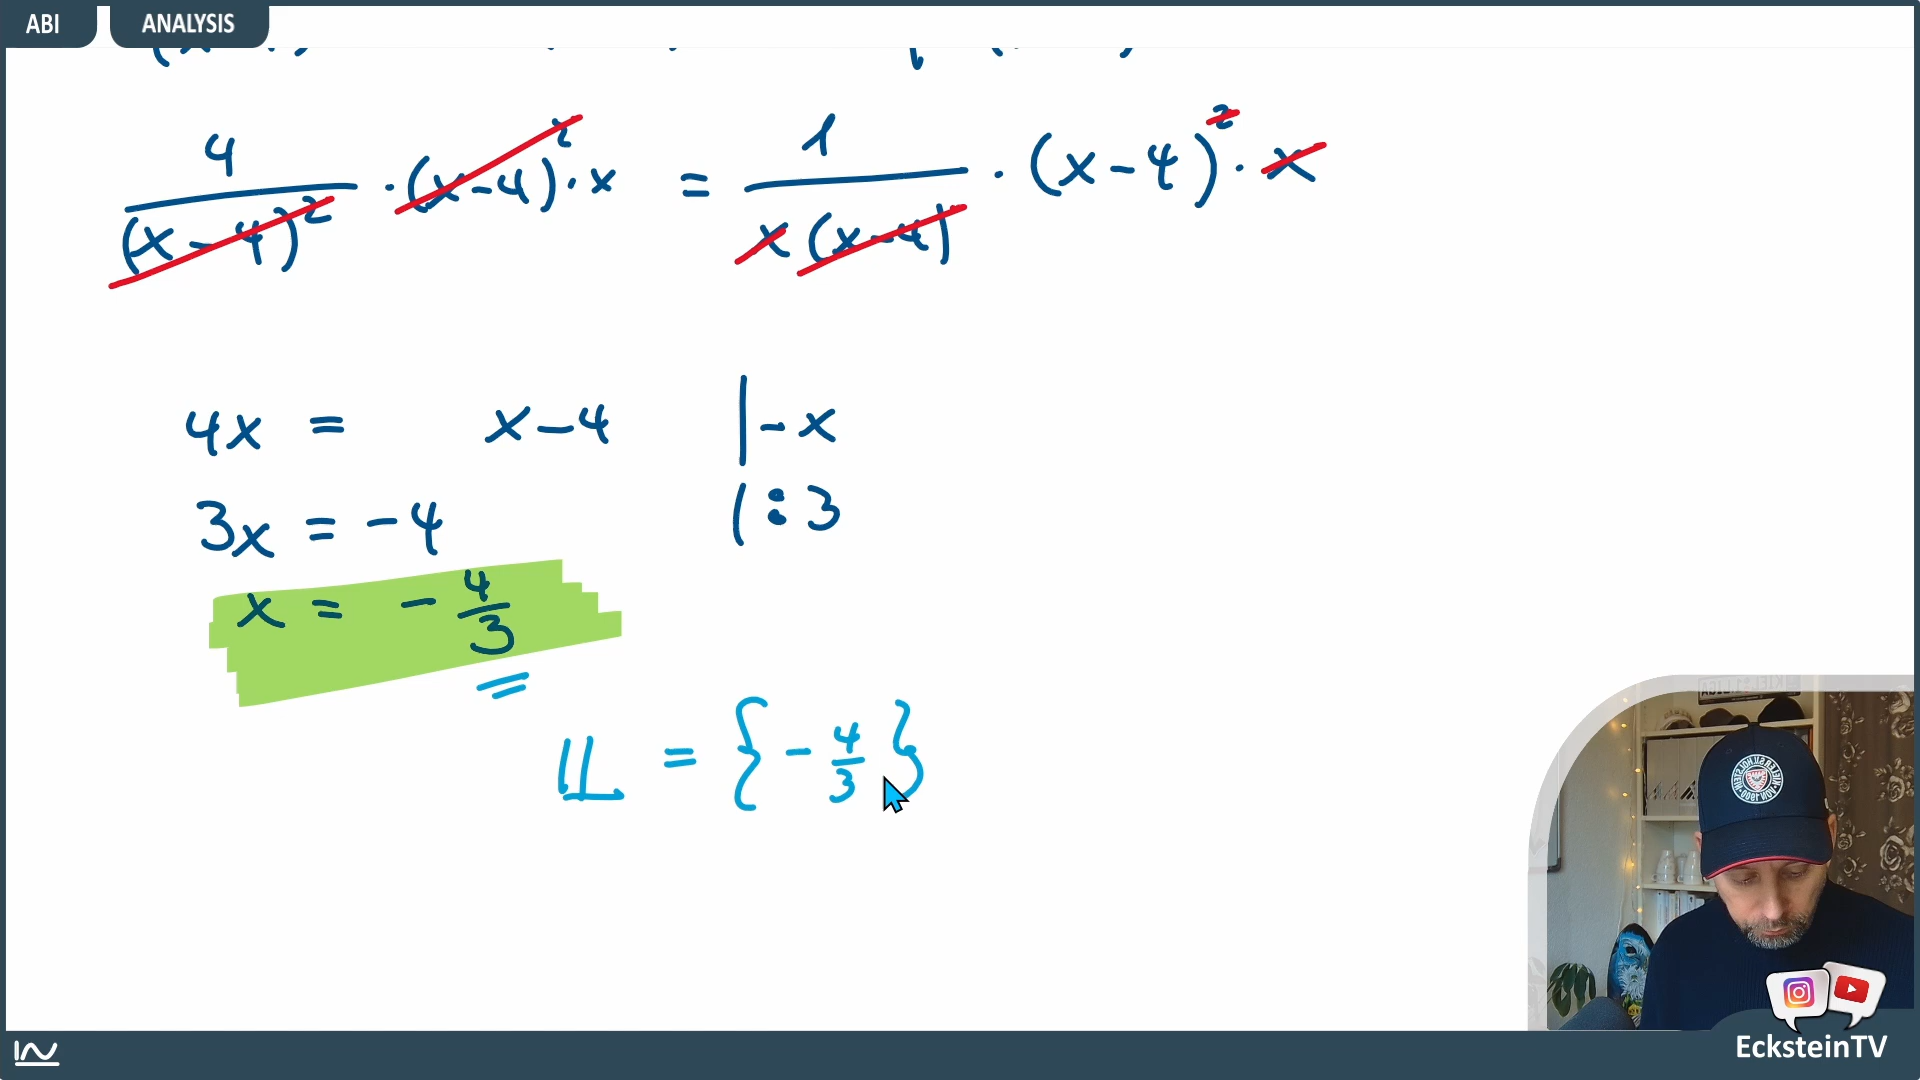 ABI
ANALYSIS
4/(x-4)² · (x-4)² · x = 1/(x(x-4)) · (x-4)² · x
4x = x-4 |-x
3x = -4 |:3
x = -4/3
𝕃 = {-4/3}
EcksteinTV